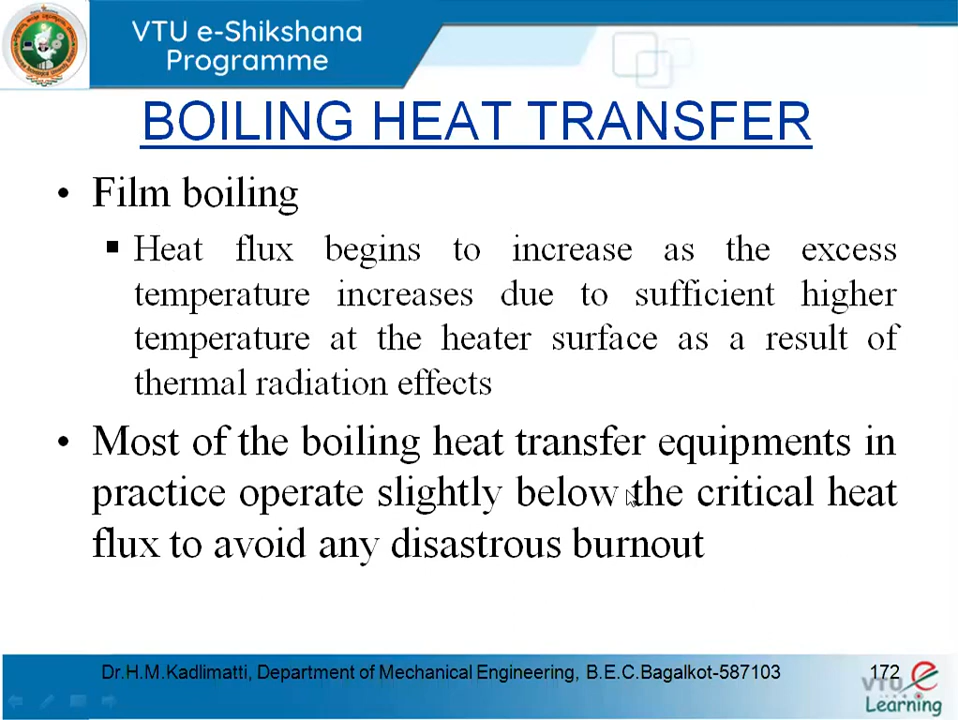 VTU e-Shikshana
Programme
BOILING HEAT TRANSFER
• Film boiling
▪ Heat flux begins to increase as the excess
temperature increases due to sufficient higher
temperature at the heater surface as a result of
thermal radiation effects
• Most of the boiling heat transfer equipments in
practice operate slightly below the critical heat
flux to avoid any disastrous burnout
Dr.H.M.Kadlimatti, Department of Mechanical Engineering, B.E.C.Bagalkot-587103
172
VTU e
Learning